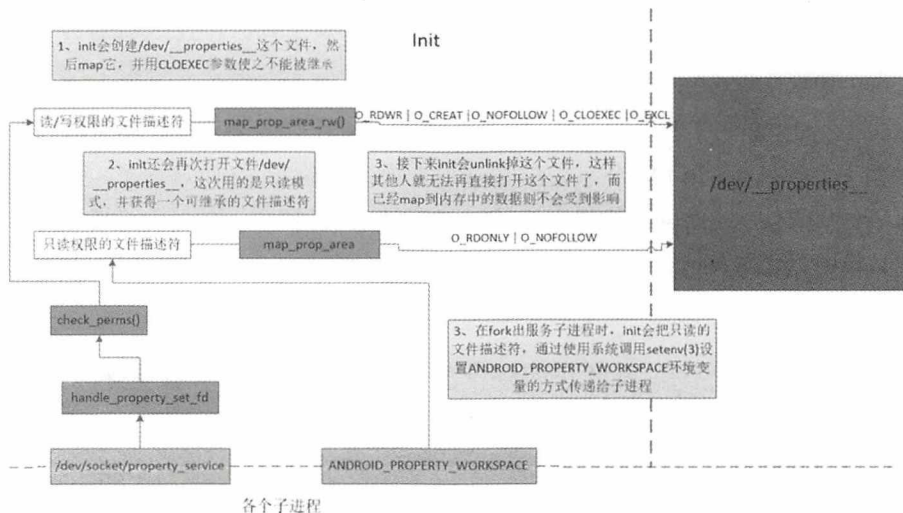 Init
1、init会创建/dev/__properties__这个文件，然
后map它，并用CLOEXEC参数使之不能被继承
读/写权限的文件描述符
map_prop_area_rw()
O_RDWR | O_CREAT |O_NOFOLLOW | O_CLOEXEC |O_EXCL
/dev/__properties__
2、init还会再次打开文件/dev/
__properties__，这次用的是只读模
式，并获得一个可继承的文件描述符
3、接下来init会unlink掉这个文件，这样
其他人就无法再直接打开这个文件了，而
已经map到内存中的数据则不会受到影响
只读权限的文件描述符
map_prop_area
O_RDONLY | O_NOFOLLOW
check_perms()
3、在fork出服务子进程时，init会把只读的
文件描述符，通过使用系统调用setenv(3)设
置ANDROID_PROPERTY_WORKSPACE环境变
量的方式传递给子进程
handle_property_set_fd
/dev/socket/property_service
ANDROID_PROPERTY_WORKSPACE
各个子进程